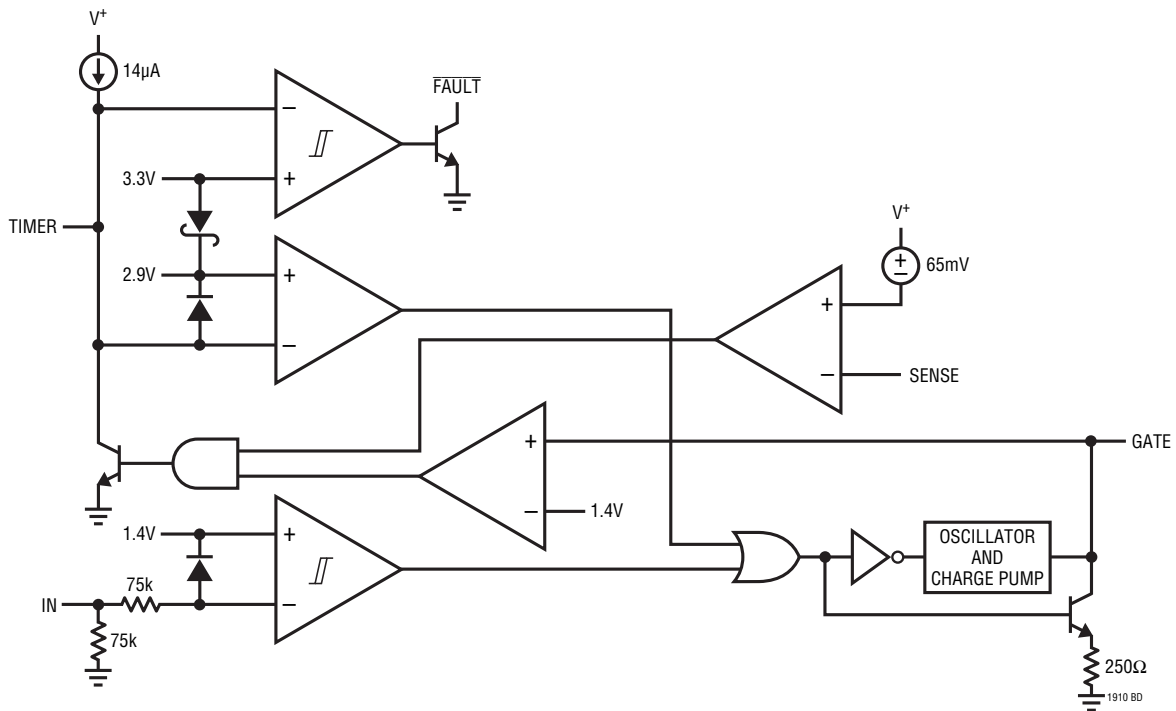 V+
14µA
FAULT
−
3.3V
+
TIMER
V+
+
−
65mV
2.9V
+
+
−
−
SENSE
+
GATE
−
1.4V
1.4V
+
OSCILLATOR
AND
CHARGE PUMP
75k
IN
−
75k
250Ω
1910 BD